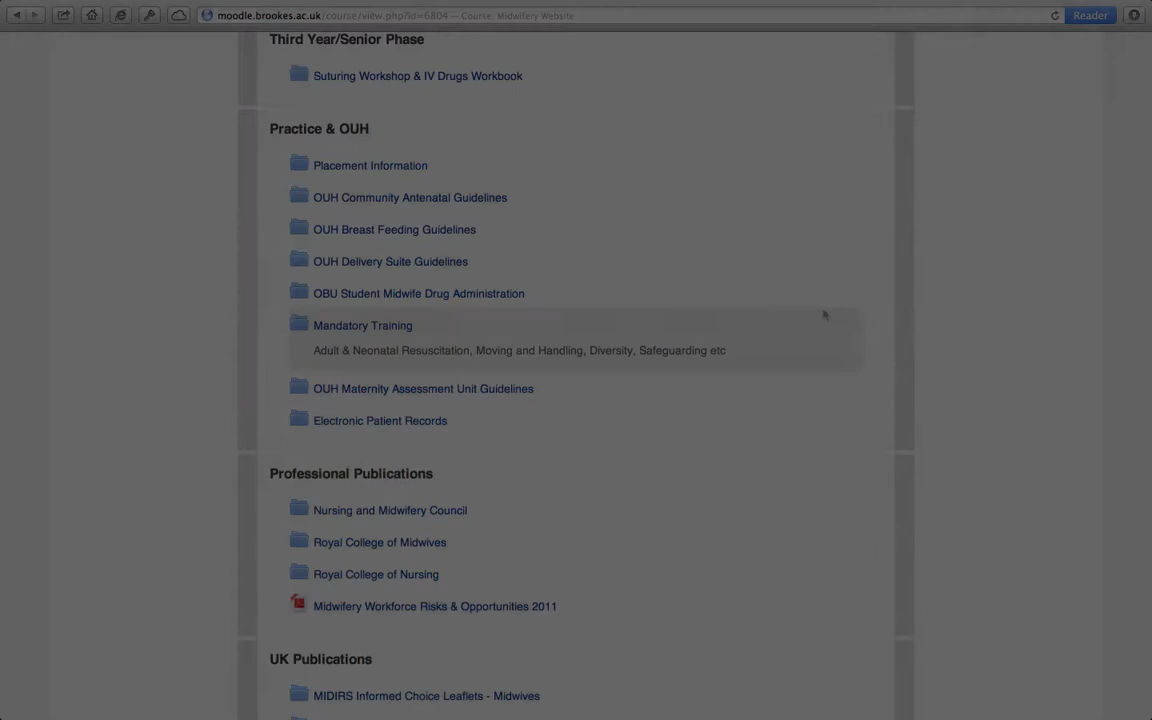 moodle.brookes.ac.uk/course/view.php?id=6804 — Course: Midwifery Website
Reader
Third Year/Senior Phase
Suturing Workshop & IV Drugs Workbook
Practice & OUH
Placement Information
OUH Community Antenatal Guidelines
OUH Breast Feeding Guidelines
OUH Delivery Suite Guidelines
OBU Student Midwife Drug Administration
Mandatory Training
Adult & Neonatal Resuscitation, Moving and Handling, Diversity, Safeguarding etc
OUH Maternity Assessment Unit Guidelines
Electronic Patient Records
Professional Publications
Nursing and Midwifery Council
Royal College of Midwives
Royal College of Nursing
Midwifery Workforce Risks & Opportunities 2011
UK Publications
MIDIRS Informed Choice Leaflets - Midwives